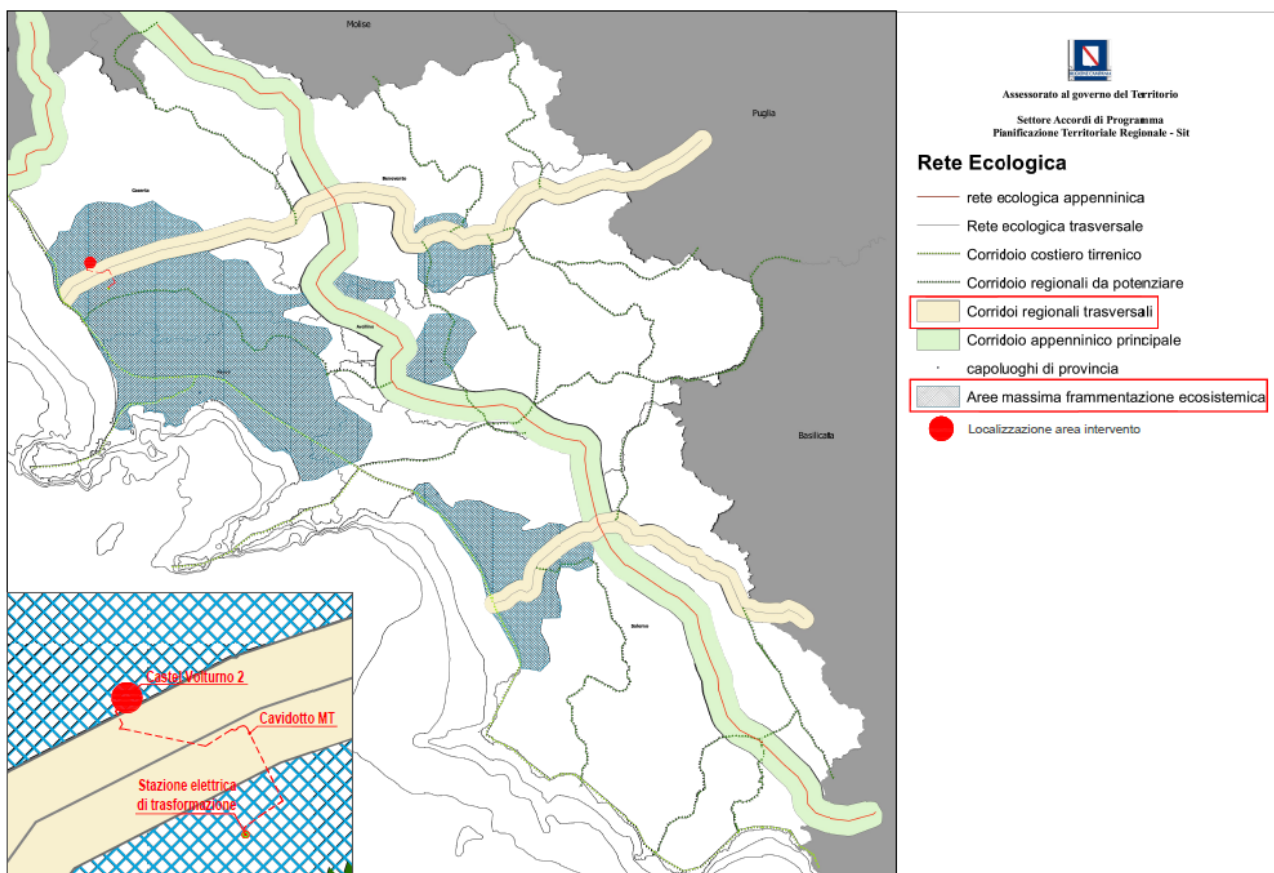 Molise
Puglia
Caserta
Benevento
Avellino
Napoli
Basilicata
Salerno
Castel Volturno 2
Cavidotto MT
Stazione elettrica
di trasformazione
REGIONE CAMPANIA
Assessorato al governo del Territorio
Settore Accordi di Programma
Pianificazione Territoriale Regionale - Sit
Rete Ecologica
rete ecologica appenninica
Rete ecologica trasversale
Corridoio costiero tirrenico
Corridoio regionali da potenziare
Corridoi regionali trasversali
Corridoio appenninico principale
capoluoghi di provincia
Aree massima frammentazione ecosistemica
Localizzazione area intervento